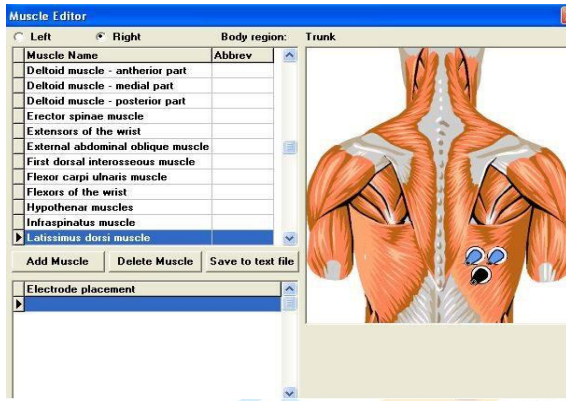 Muscle Editor
Left Right Body region: Trunk
Muscle Name Abbrev
Deltoid muscle - antherior part
Deltoid muscle - medial part
Deltoid muscle - posterior part
Erector spinae muscle
Extensors of the wrist
External abdominal oblique muscle
First dorsal interosseous muscle
Flexor carpi ulnaris muscle
Flexors of the wrist
Hypothenar muscles
Infraspinatus muscle
Latissimus dorsi muscle
Add Muscle Delete Muscle Save to text file
Electrode placement